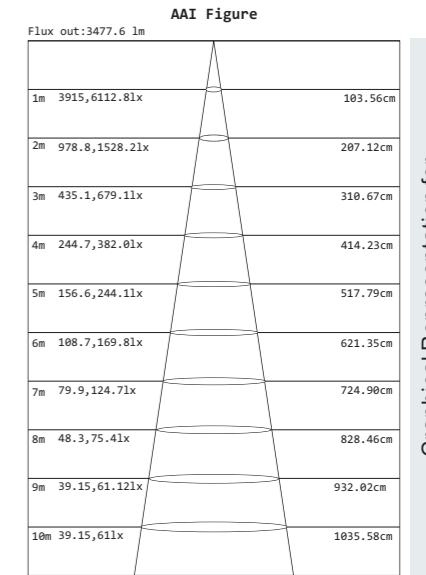 AAI Figure
Flux out:3477.6 lm
1m 3915,6112.8lx 103.56cm
2m 978.8,1528.2lx 207.12cm
3m 435.1,679.1lx 310.67cm
4m 244.7,382.0lx 414.23cm
5m 156.6,244.1lx 517.79cm
6m 108.7,169.8lx 621.35cm
7m 79.9,124.7lx 724.90cm
8m 48.3,75.4lx 828.46cm
9m 39.15,61.12lx 932.02cm
10m 39.15,61lx 1035.58cm